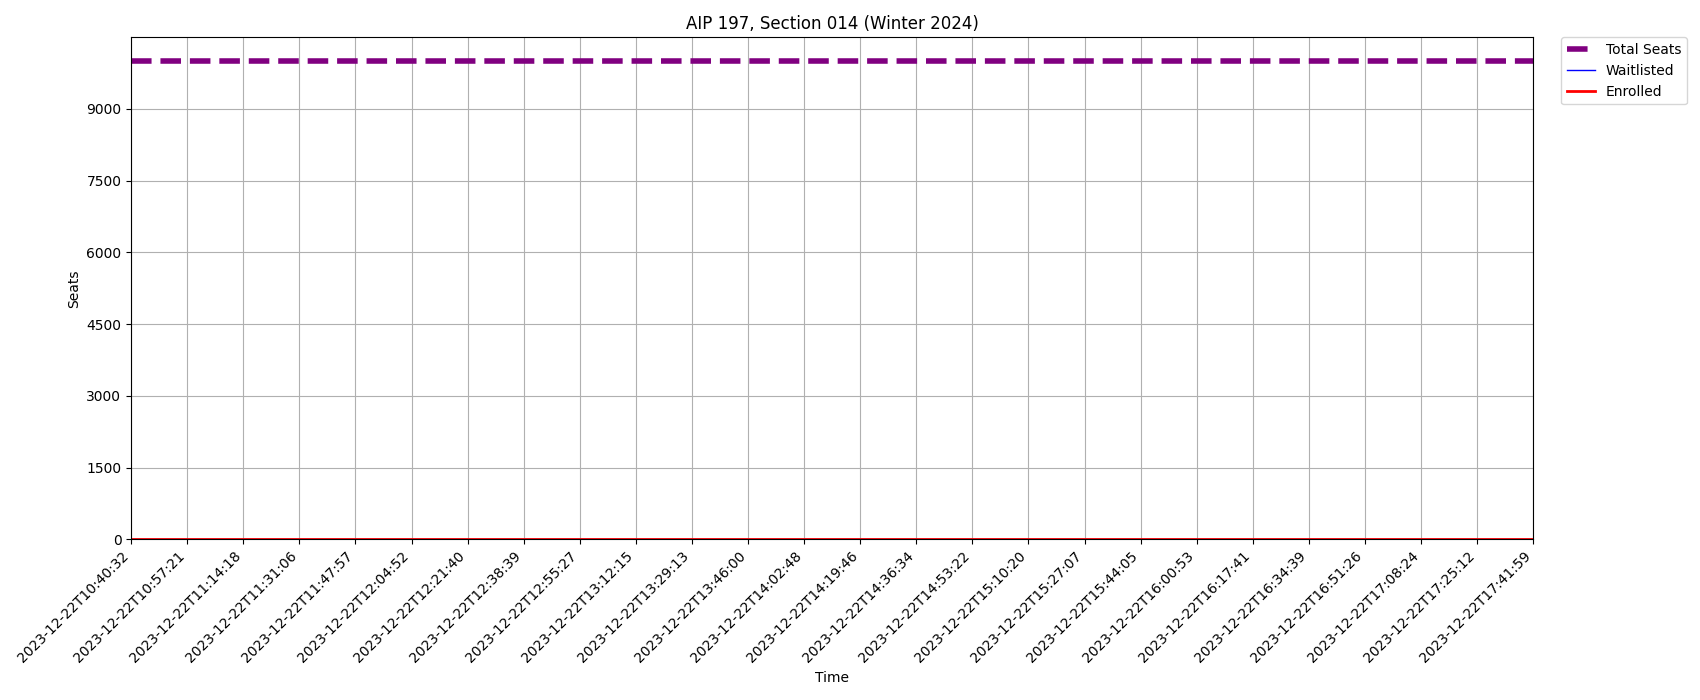 AIP 197, Section 014 (Winter 2024)
Total Seats
Waitlisted
Enrolled
Seats
9000
7500
6000
4500
3000
1500
0
2023-12-22T10:40:32
2023-12-22T10:57:21
2023-12-22T11:14:18
2023-12-22T11:31:06
2023-12-22T11:47:57
2023-12-22T12:04:52
2023-12-22T12:21:40
2023-12-22T12:38:39
2023-12-22T12:55:27
2023-12-22T13:12:15
2023-12-22T13:29:13
2023-12-22T13:46:00
2023-12-22T14:02:48
2023-12-22T14:19:46
2023-12-22T14:36:34
2023-12-22T14:53:22
2023-12-22T15:10:20
2023-12-22T15:27:07
2023-12-22T15:44:05
2023-12-22T16:00:53
2023-12-22T16:17:41
2023-12-22T16:34:39
2023-12-22T16:51:26
2023-12-22T17:08:24
2023-12-22T17:25:12
2023-12-22T17:41:59
Time